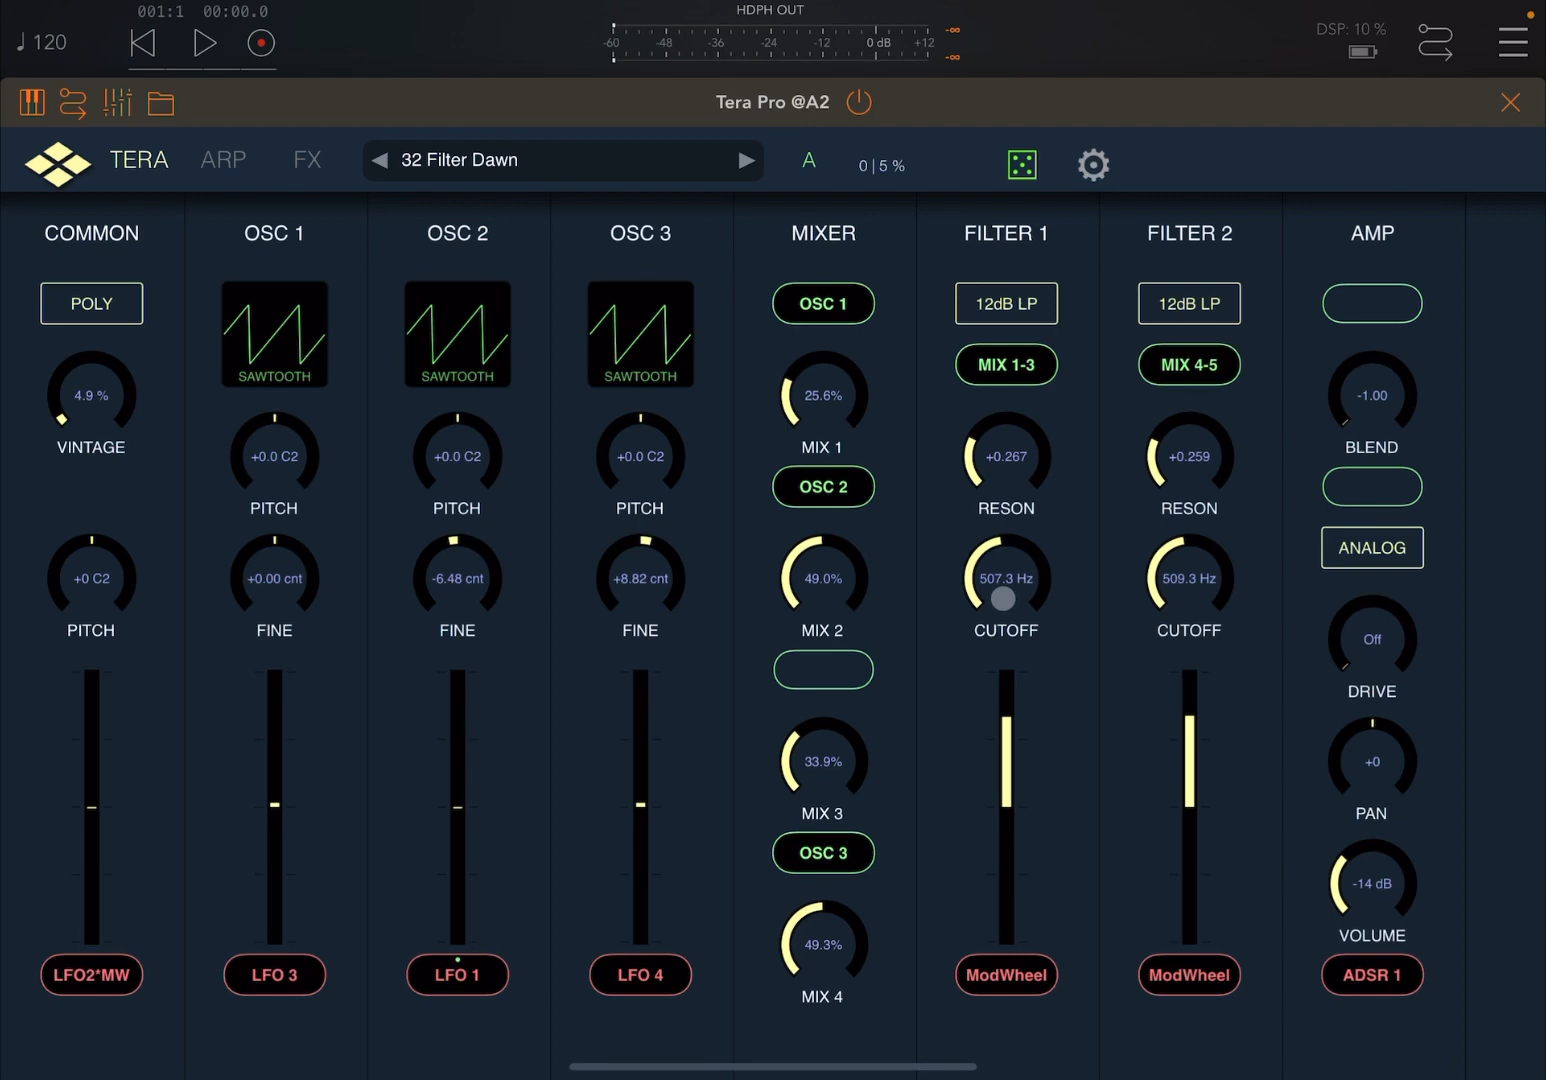 001:1 00:00.0
120
HDPH OUT
-60 -48 -36 -24 -12 0 dB +12
-∞
-∞
DSP: 10 %
Tera Pro @A2
TERA ARP FX
32 Filter Dawn
A
0|5 %
COMMON
POLY
4.9 %
VINTAGE
+0 C2
PITCH
LFO2*MW
OSC 1
SAWTOOTH
+0.0 C2
PITCH
+0.00 cnt
FINE
LFO 3
OSC 2
SAWTOOTH
+0.0 C2
PITCH
-6.48 cnt
FINE
LFO 1
OSC 3
SAWTOOTH
+0.0 C2
PITCH
+8.82 cnt
FINE
LFO 4
MIXER
OSC 1
25.6%
MIX 1
OSC 2
49.0%
MIX 2
33.9%
MIX 3
OSC 3
49.3%
MIX 4
FILTER 1
12dB LP
MIX 1-3
+0.267
RESON
507.3 Hz
CUTOFF
ModWheel
FILTER 2
12dB LP
MIX 4-5
+0.259
RESON
509.3 Hz
CUTOFF
ModWheel
AMP
-1.00
BLEND
ANALOG
Off
DRIVE
+0
PAN
-14 dB
VOLUME
ADSR 1